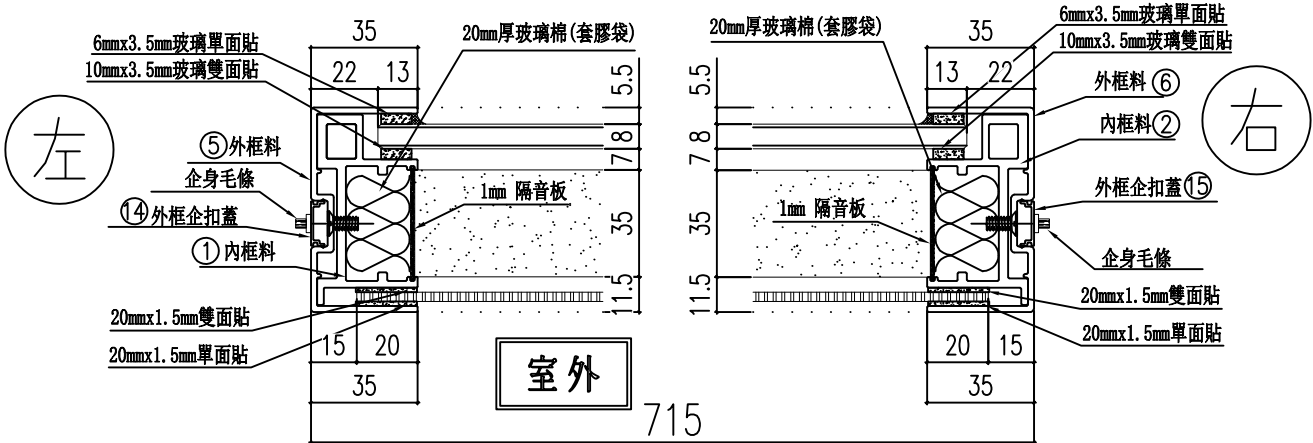 35
20mm厚玻璃棉(套膠袋)
20mm厚玻璃棉(套膠袋)
6mmx3.5mm玻璃單面貼
35
6mmx3.5mm玻璃單面貼
10mmx3.5mm玻璃雙面貼
10mmx3.5mm玻璃雙面貼
22
13
5.5
5.5
13
22
外框料⑥
左
右
8
8
內框料②
⑤外框料
7
7
企身毛條
1mm 隔音板
1mm 隔音板
外框企扣蓋⑮
⑭外框企扣蓋
35
35
①內框料
企身毛條
11.5
11.5
20mmx1.5mm雙面貼
20mmx1.5mm雙面貼
20mmx1.5mm單面貼
20mmx1.5mm單面貼
15
20
20
15
35
室外
35
715